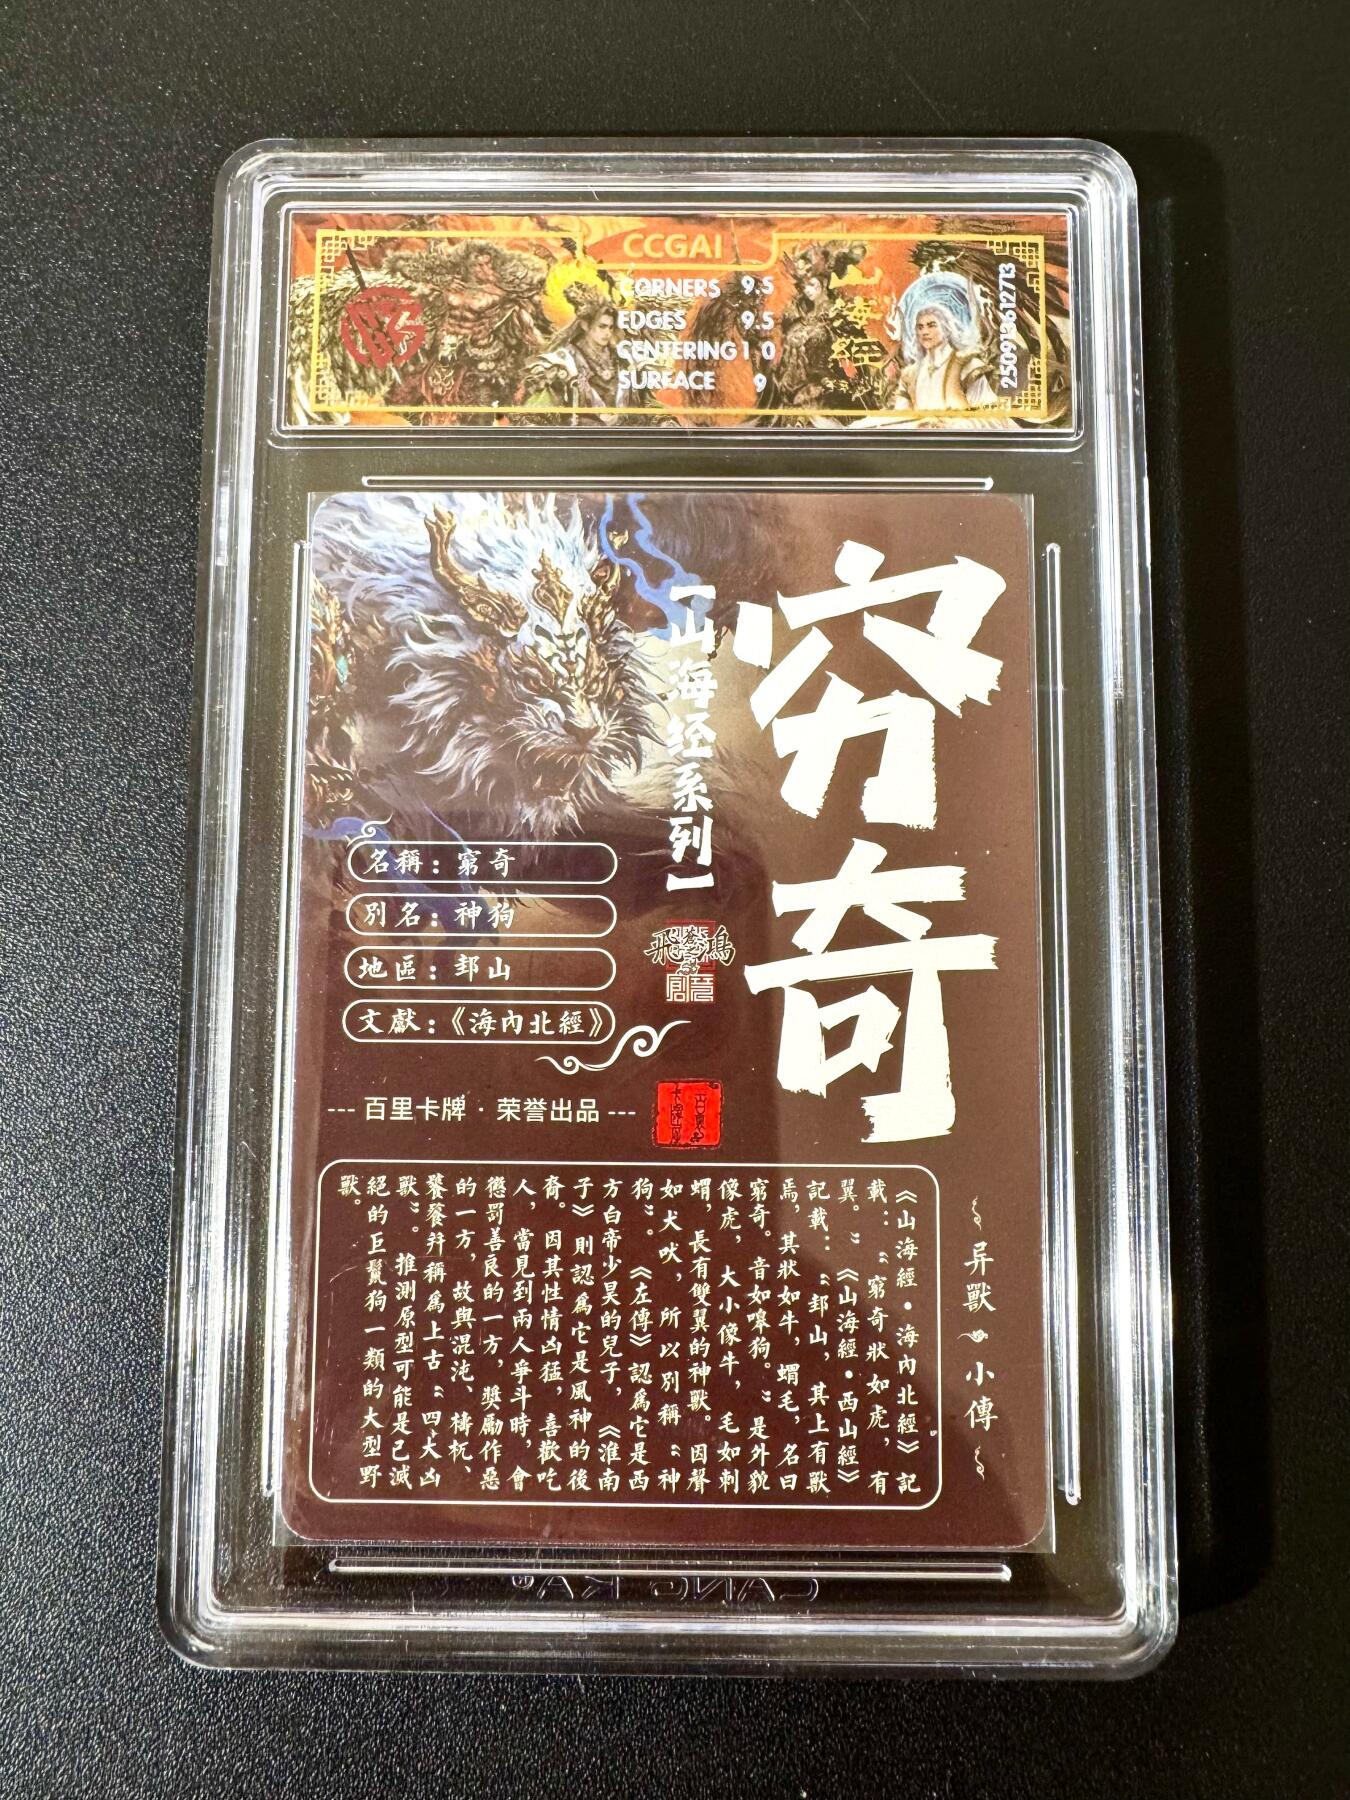 CCGAI
CORNERS 9.5
EDGES 9.5
CENTERING 10
SURFACE 9
山海經
250913612713
穷奇
【山海经系列】
名稱：窮奇
別名：神狗
地區：邽山
文獻：《海內北經》
飛鴻
--- 百里卡牌 · 荣誉出品 ---
异獸 小傳
《山海經•海內北經》記
載：“窮奇狀如虎，有
翼。”《山海經•西山經》
記載：“邽山，其上有獸
焉，其狀如牛，蝟毛，名曰
窮奇。音如嗥狗。”是外貌
像虎，大小像牛，毛如刺
蝟，長有雙翼的神獸。因聲
如犬吠，所以別稱“神
狗”。《左傳》認爲它是西
方白帝少昊的兒子，《淮南
子》則認爲它是風神的後
裔。因其性情凶猛，喜歡吃
人，當見到兩人爭斗時，會
懲罰善良的一方，獎勵作惡
的一方，故與混沌、檮杌、
饕餮并稱爲上古“四大凶
獸”。推測原型可能是已滅
絕的巨鬣狗一類的大型野
獸。